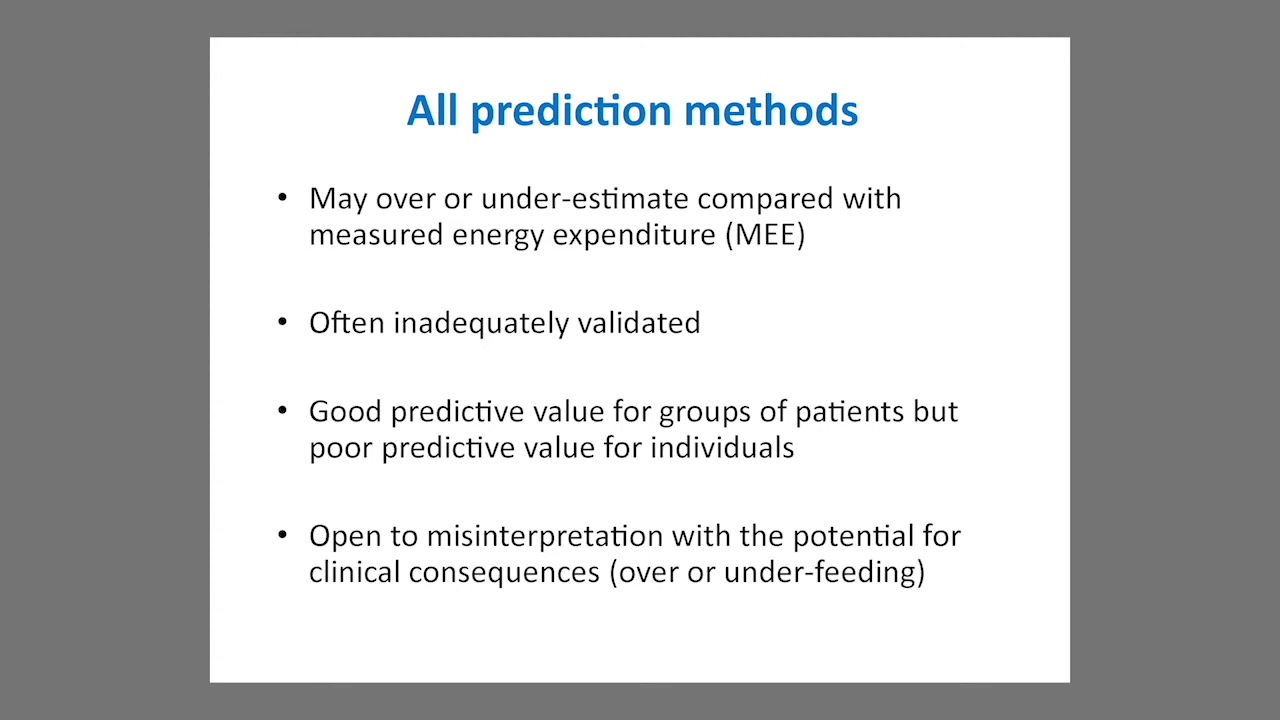 All prediction methods
• May over or under-estimate compared with
measured energy expenditure (MEE)
• Often inadequately validated
• Good predictive value for groups of patients but
poor predictive value for individuals
• Open to misinterpretation with the potential for
clinical consequences (over or under-feeding)